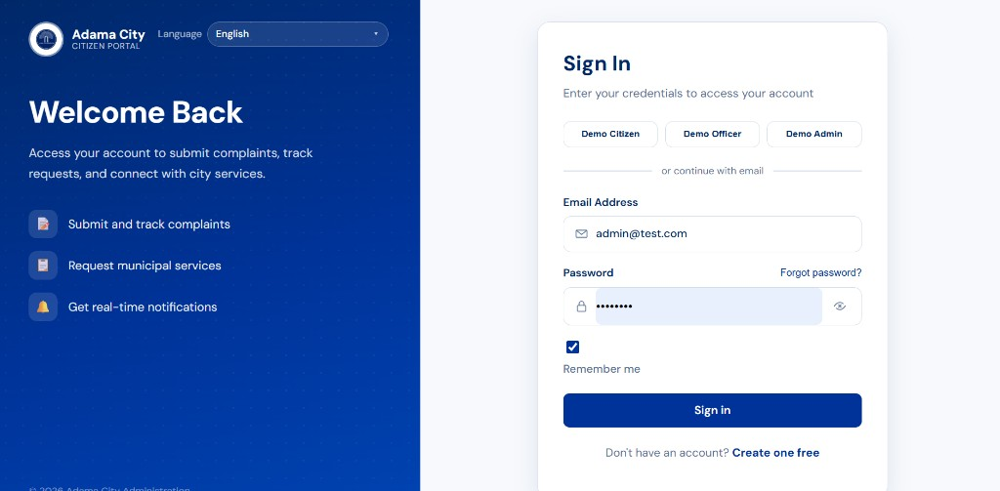 Adama City
CITIZEN PORTAL
Language
English
Welcome Back
Access your account to submit complaints, track
requests, and connect with city services.
Submit and track complaints
Request municipal services
Get real-time notifications
© 2026 Adama City Administration
Sign In
Enter your credentials to access your account
Demo Citizen
Demo Officer
Demo Admin
or continue with email
Email Address
admin@test.com
Password
Forgot password?
••••••••
Remember me
Sign in
Don't have an account? Create one free